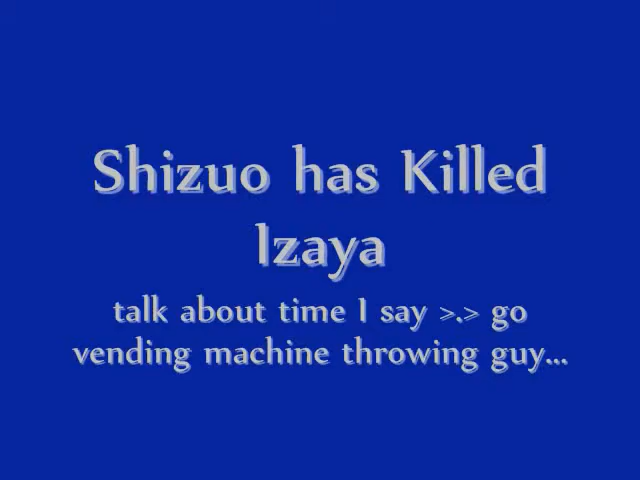 Shizuo has Killed
Izaya
talk about time I say >.> go
vending machine throwing guy...